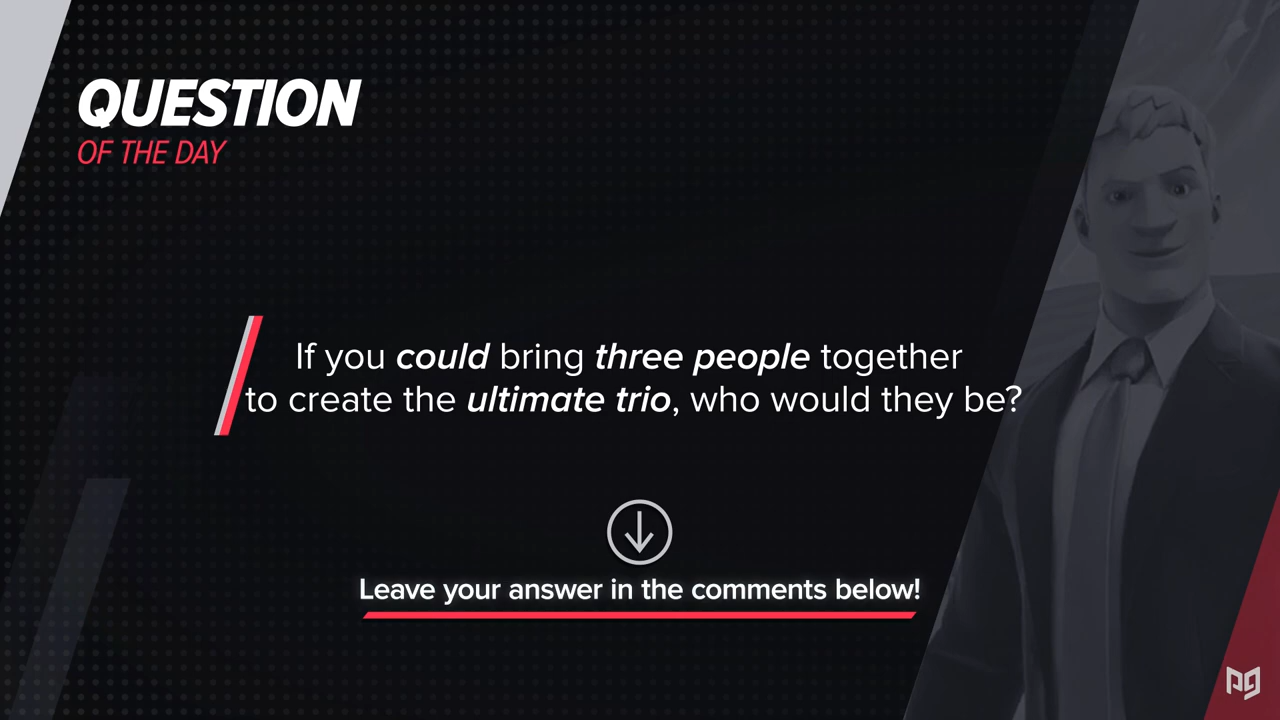 QUESTION
OF THE DAY
If you could bring three people together
to create the ultimate trio, who would they be?
Leave your answer in the comments below!
PG